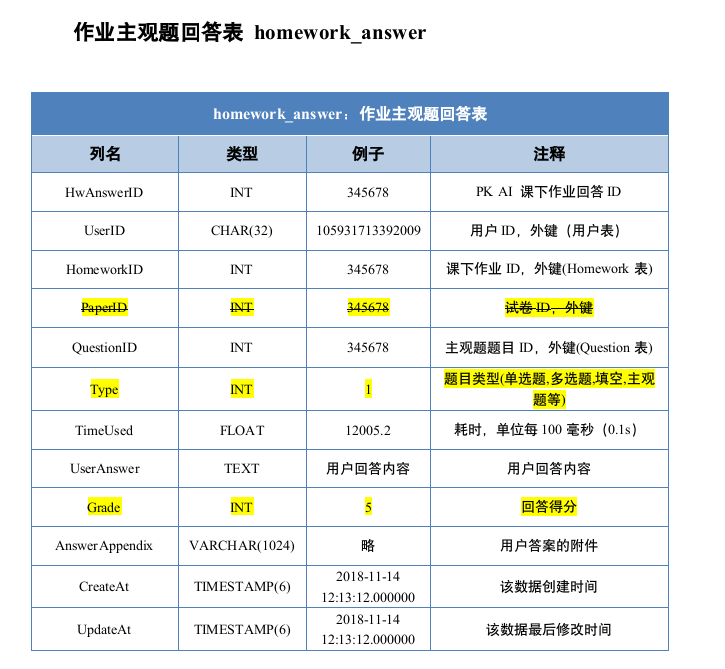 作业主观题回答表 homework_answer
homework_answer：作业主观题回答表
列名 类型 例子 注释
HwAnswerID INT 345678 PK AI 课下作业回答 ID
UserID CHAR(32) 105931713392009 用户 ID，外键（用户表）
HomeworkID INT 345678 课下作业 ID，外键(Homework 表)
PaperID INT 345678 试卷 ID，外键
QuestionID INT 345678 主观题题目 ID，外键(Question 表)
Type INT 1 题目类型(单选题,多选题,填空,主观
题等)
TimeUsed FLOAT 12005.2 耗时，单位每 100 毫秒（0.1s）
UserAnswer TEXT 用户回答内容 用户回答内容
Grade INT 5 回答得分
AnswerAppendix VARCHAR(1024) 略 用户答案的附件
CreateAt TIMESTAMP(6) 2018-11-14
12:13:12.000000 该数据创建时间
UpdateAt TIMESTAMP(6) 2018-11-14
12:13:12.000000 该数据最后修改时间